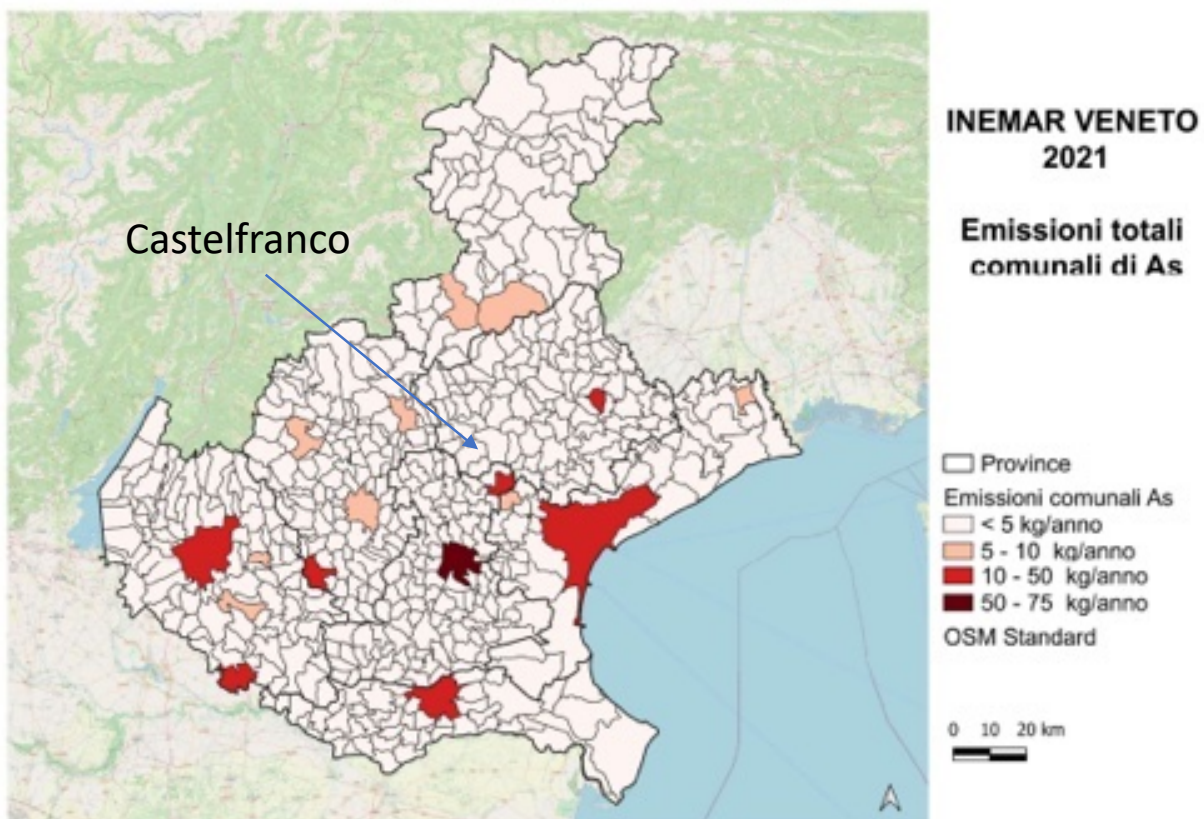 Castelfranco
INEMAR VENETO
2021
Emissioni totali
comunali di As
Province
Emissioni comunali As
< 5 kg/anno
5 - 10 kg/anno
10 - 50 kg/anno
50 - 75 kg/anno
OSM Standard
0 10 20 km